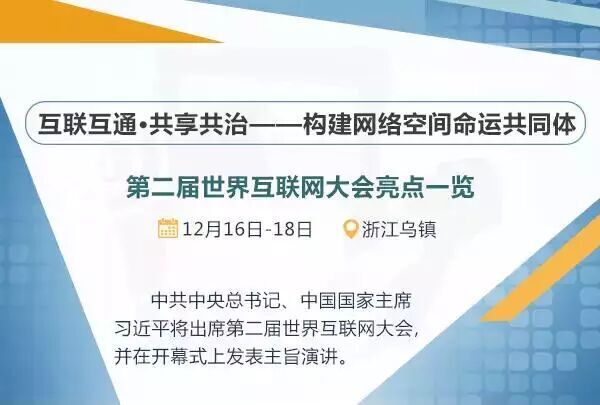 互联互通•共享共治——构建网络空间命运共同体
第二届世界互联网大会亮点一览
12月16日-18日 浙江乌镇
中共中央总书记、中国国家主席
习近平将出席第二届世界互联网大会，
并在开幕式上发表主旨演讲。